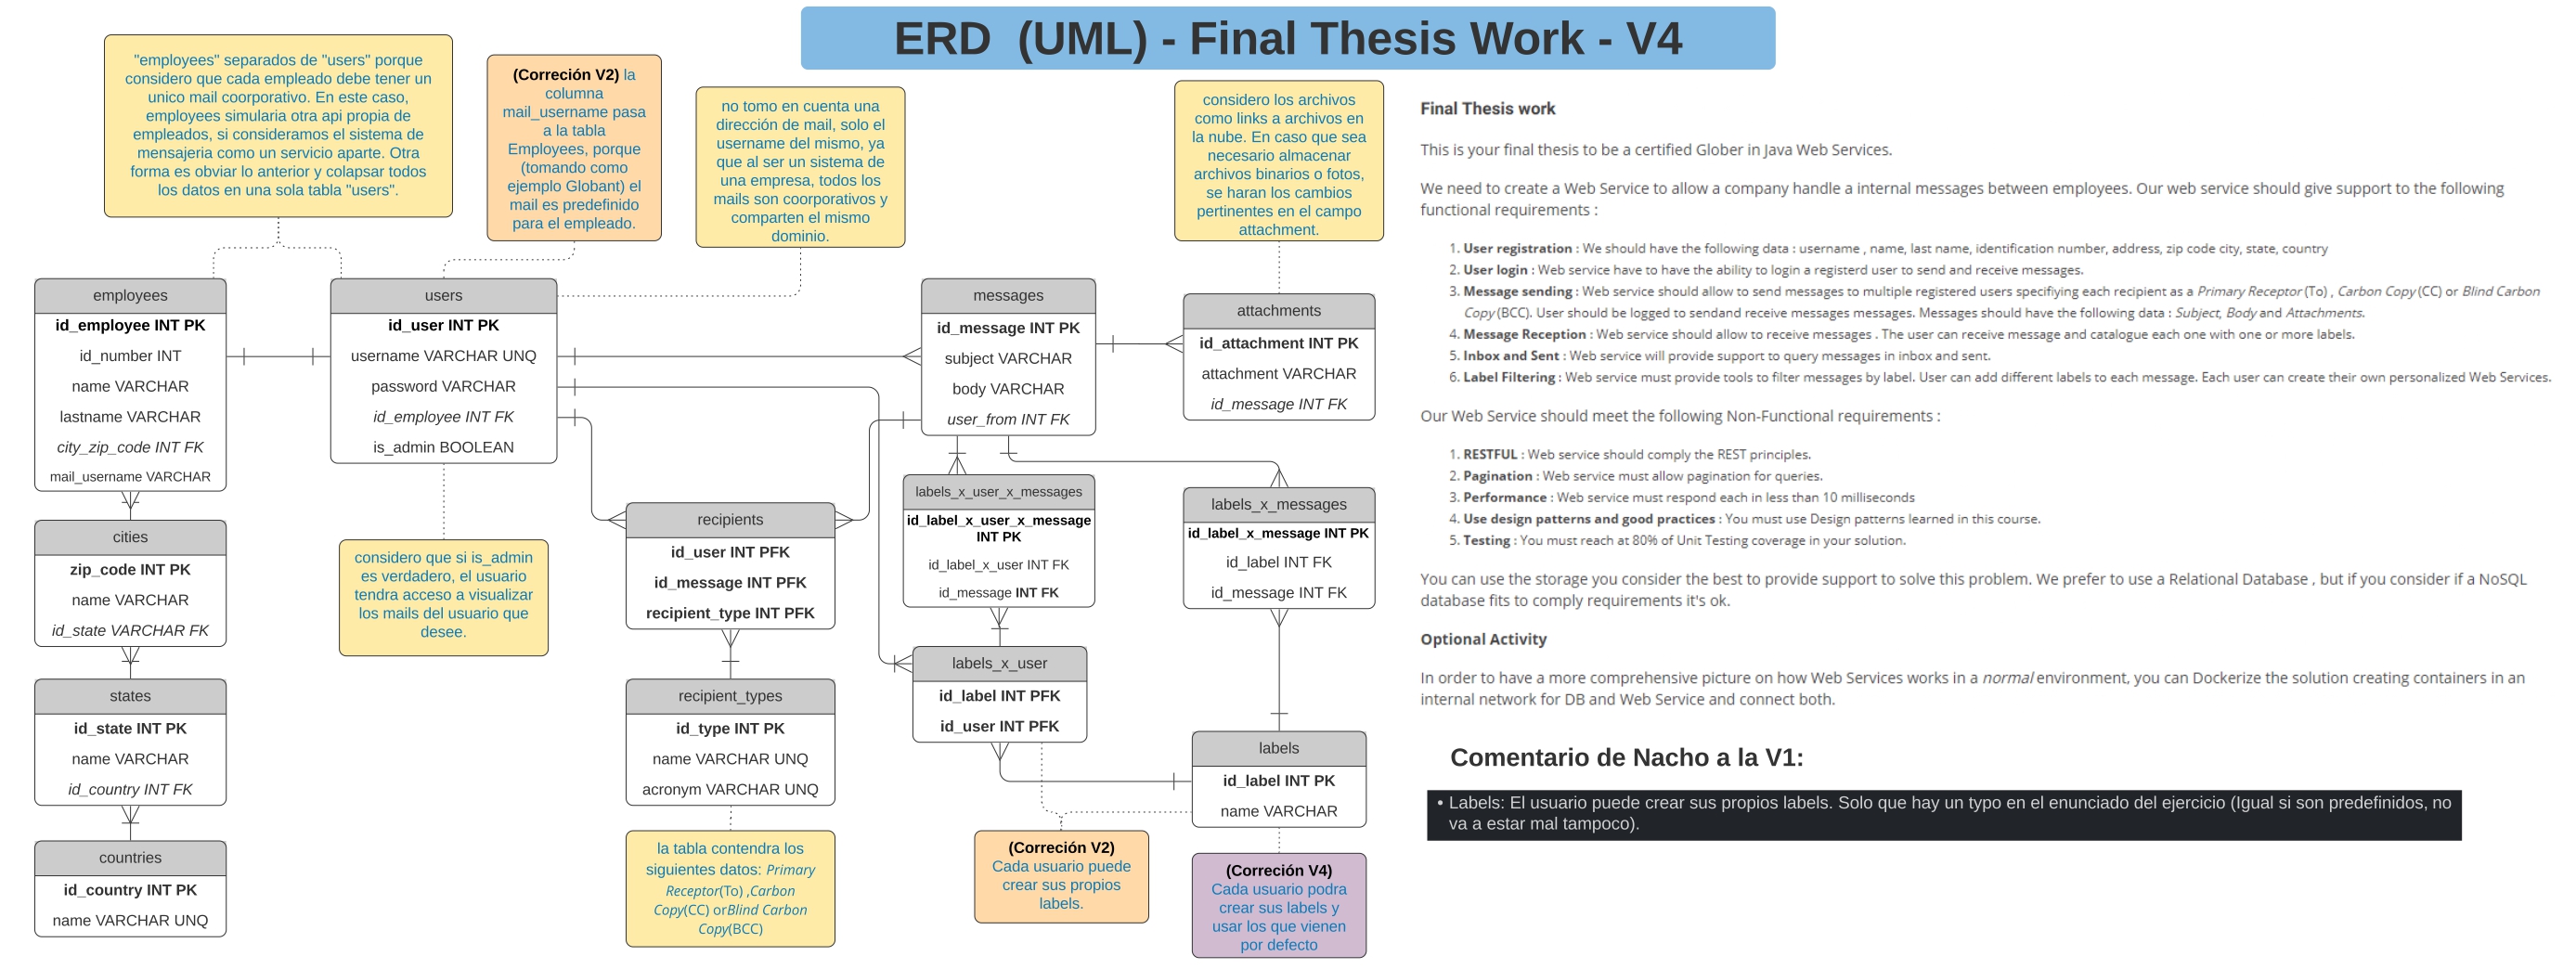 ERD (UML) - Final Thesis Work - V4
"employees" separados de "users" porque
considero que cada empleado debe tener un
unico mail coorporativo. En este caso,
employees simularia otra api propia de
empleados, si consideramos el sistema de
mensajeria como un servicio aparte. Otra
forma es obviar lo anterior y colapsar todos
los datos en una sola tabla "users".
(Correción V2) la
columna
mail_username pasa
a la tabla
Employees, porque
(tomando como
ejemplo Globant) el
mail es predefinido
para el empleado.
no tomo en cuenta una
dirección de mail, solo el
username del mismo, ya
que al ser un sistema de
una empresa, todos los
mails son coorporativos y
comparten el mismo
dominio.
considero los archivos
como links a archivos en
la nube. En caso que sea
necesario almacenar
archivos binarios o fotos,
se haran los cambios
pertinentes en el campo
attachment.
employees
id_employee INT PK
id_number INT
name VARCHAR
lastname VARCHAR
city_zip_code INT FK
mail_username VARCHAR
users
id_user INT PK
username VARCHAR UNQ
password VARCHAR
id_employee INT FK
is_admin BOOLEAN
messages
id_message INT PK
subject VARCHAR
body VARCHAR
user_from INT FK
attachments
id_attachment INT PK
attachment VARCHAR
id_message INT FK
cities
zip_code INT PK
name VARCHAR
id_state VARCHAR FK
considero que si is_admin
es verdadero, el usuario
tendra acceso a visualizar
los mails del usuario que
desee.
recipients
id_user INT PFK
id_message INT PFK
recipient_type INT PFK
labels_x_user_x_messages
id_label_x_user_x_message
INT PK
id_label_x_user INT FK
id_message INT FK
labels_x_messages
id_label_x_message INT PK
id_label INT FK
id_message INT FK
states
id_state INT PK
name VARCHAR
id_country INT FK
recipient_types
id_type INT PK
name VARCHAR UNQ
acronym VARCHAR UNQ
labels_x_user
id_label INT PFK
id_user INT PFK
labels
id_label INT PK
name VARCHAR
countries
id_country INT PK
name VARCHAR UNQ
la tabla contendra los
siguientes datos: Primary
Receptor(To) ,Carbon
Copy(CC) orBlind Carbon
Copy(BCC)
(Correción V2)
Cada usuario puede
crear sus propios
labels.
(Correción V4)
Cada usuario podra
crear sus labels y
usar los que vienen
por defecto
Final Thesis work
This is your final thesis to be a certified Glober in Java Web Services.
We need to create a Web Service to allow a company handle a internal messages between employees. Our web service should give support to the following
functional requirements :
1. User registration : We should have the following data : username , name, last name, identification number, address, zip code city, state, country
2. User login : Web service have to have the ability to login a registerd user to send and receive messages.
3. Message sending : Web service should allow to send messages to multiple registered users specifiying each recipient as a Primary Receptor (To) , Carbon Copy (CC) or Blind Carbon
Copy (BCC). User should be logged to sendand receive messages messages. Messages should have the following data : Subject, Body and Attachments.
4. Message Reception : Web service should allow to receive messages . The user can receive message and catalogue each one with one or more labels.
5. Inbox and Sent : Web service will provide support to query messages in inbox and sent.
6. Label Filtering : Web service must provide tools to filter messages by label. User can add different labels to each message. Each user can create their own personalized Web Services.
Our Web Service should meet the following Non-Functional requirements :
1. RESTFUL : Web service should comply the REST principles.
2. Pagination : Web service must allow pagination for queries.
3. Performance : Web service must respond each in less than 10 milliseconds
4. Use design patterns and good practices : You must use Design patterns learned in this course.
5. Testing : You must reach at 80% of Unit Testing coverage in your solution.
You can use the storage you consider the best to provide support to solve this problem. We prefer to use a Relational Database , but if you consider if a NoSQL
database fits to comply requirements it's ok.
Optional Activity
In order to have a more comprehensive picture on how Web Services works in a normal environment, you can Dockerize the solution creating containers in an
internal network for DB and Web Service and connect both.
Comentario de Nacho a la V1:
• Labels: El usuario puede crear sus propios labels. Solo que hay un typo en el enunciado del ejercicio (Igual si son predefinidos, no
va a estar mal tampoco).